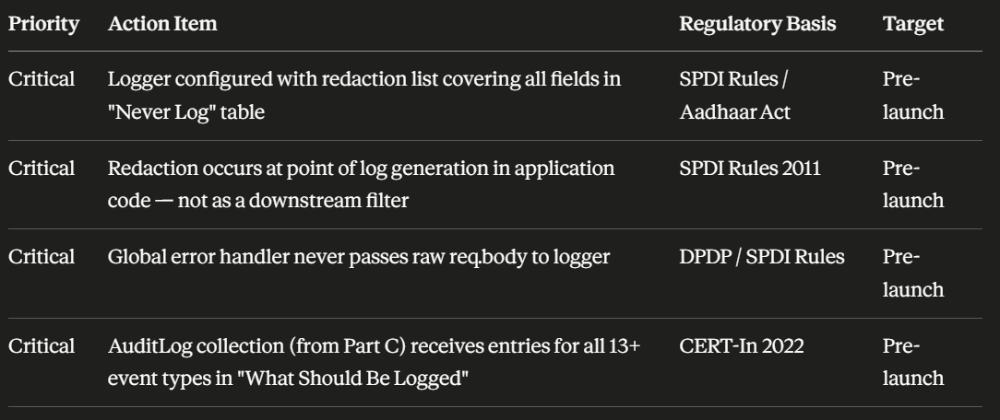 Priority Action Item Regulatory Basis Target
Critical Logger configured with redaction list covering all fields in SPDI Rules / Pre-
"Never Log" table Aadhaar Act launch
Critical Redaction occurs at point of log generation in application SPDI Rules 2011 Pre-
code — not as a downstream filter launch
Critical Global error handler never passes raw req.body to logger DPDP / SPDI Rules Pre-
launch
Critical AuditLog collection (from Part C) receives entries for all 13+ CERT-In 2022 Pre-
event types in "What Should Be Logged" launch